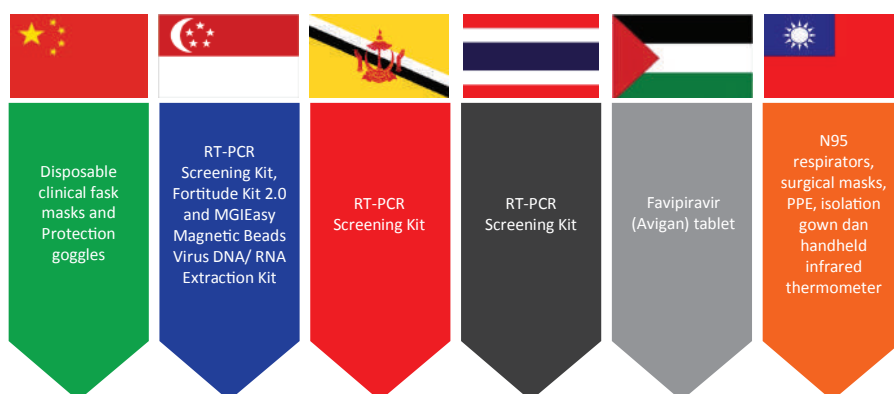 Disposable
clinical fask
masks and
Protection
goggles
RT-PCR
Screening Kit,
Fortitude Kit 2.0
and MGIEasy
Magnetic Beads
Virus DNA/ RNA
Extraction Kit
RT-PCR
Screening Kit
RT-PCR
Screening Kit
Favipiravir
(Avigan) tablet
N95
respirators,
surgical masks,
PPE, isolation
gown dan
handheld
infrared
thermometer